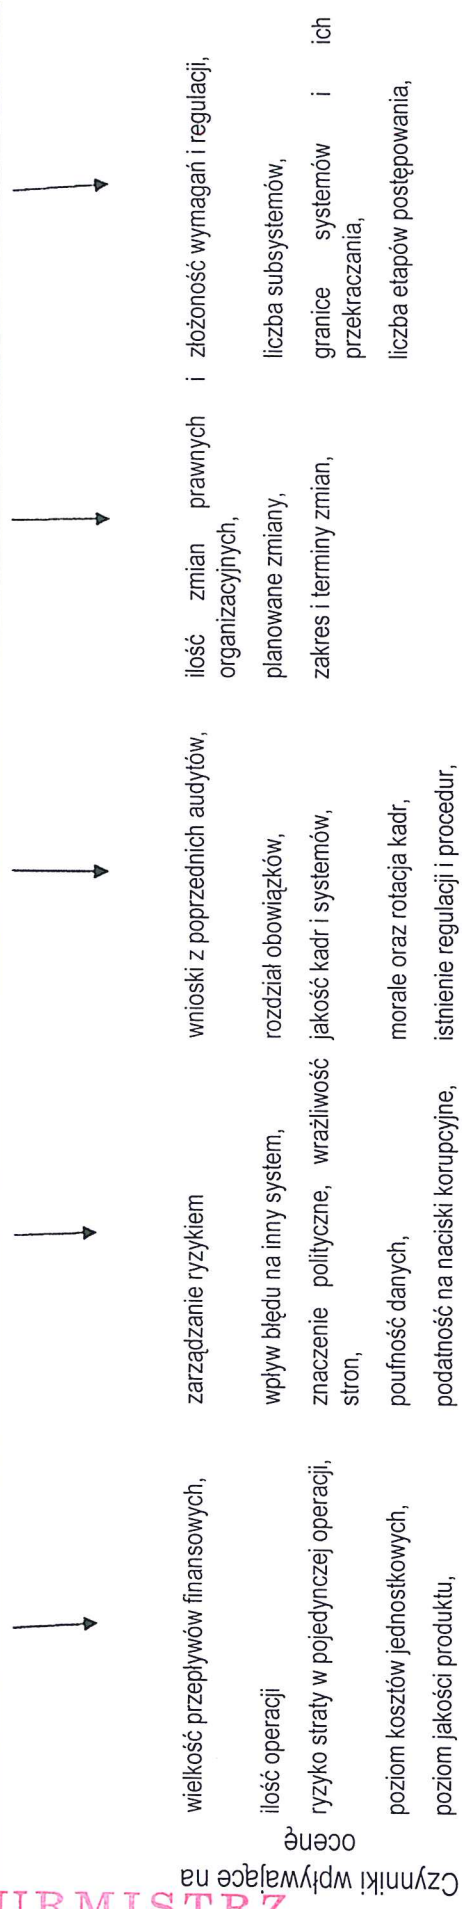 Czynniki wpływające na
ocenę
wielkość przepływów finansowych,
ilość operacji
ryzyko straty w pojedynczej operacji,
poziom kosztów jednostkowych,
poziom jakości produktu,
zarządzanie ryzykiem
wpływ błędu na inny system,
znaczenie polityczne, wrażliwość
stron,
poufność danych,
podatność na naciski korupcyjne,
wnioski z poprzednich audytów,
rozdział obowiązków,
jakość kadr i systemów,
morale oraz rotacja kadr,
istnienie regulacji i procedur,
ilość zmian prawnych i
organizacyjnych,
planowane zmiany,
zakres i terminy zmian,
złożoność wymagań i regulacji,
liczba subsystemów,
granice systemów i ich
przekraczania,
liczba etapów postępowania,